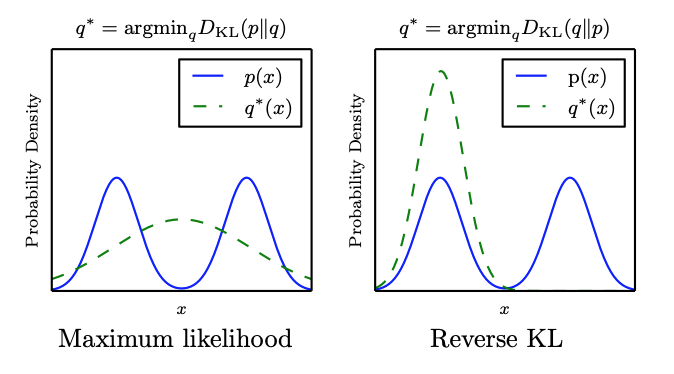 q* = argmin_q D_KL(p‖q)
p(x)
q*(x)
Probability Density
x
Maximum likelihood
q* = argmin_q D_KL(q‖p)
p(x)
q*(x)
Probability Density
x
Reverse KL